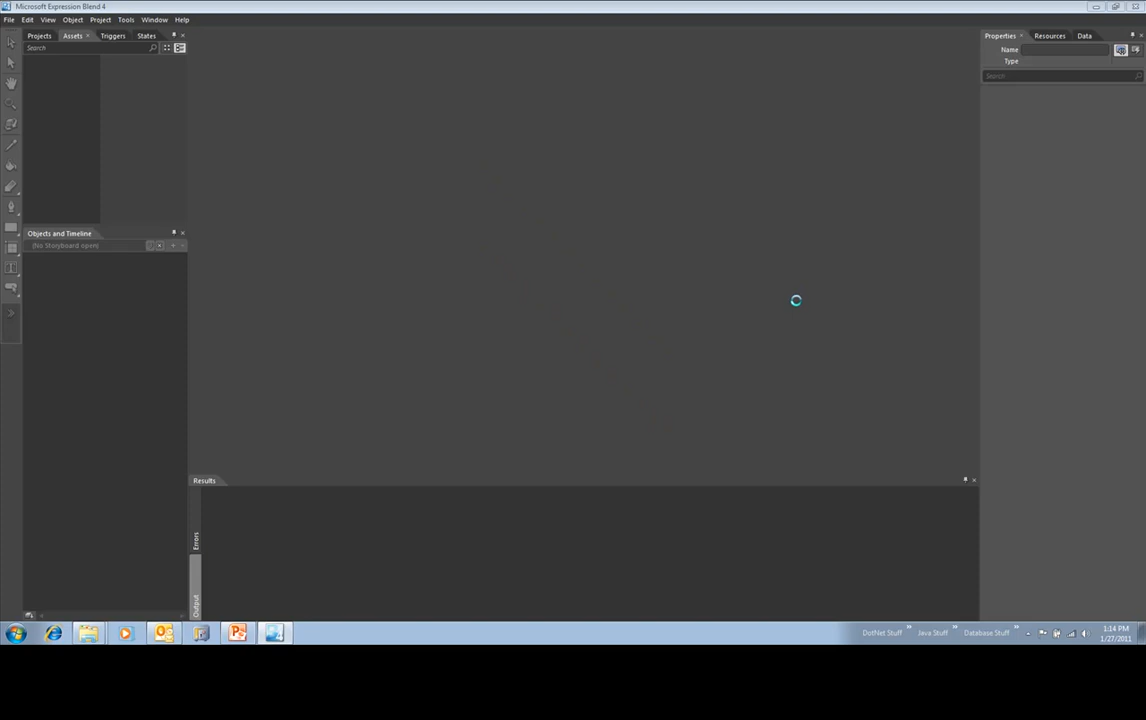 Microsoft Expression Blend 4
File Edit View Object Project Tools Window Help
Projects Assets × Triggers States
Search
Objects and Timeline
(No Storyboard open)
Results
Errors
Output
Properties × Resources Data
Name
Type
Search
DotNet Stuff » Java Stuff » Database Stuff »
1:14 PM
1/27/2011